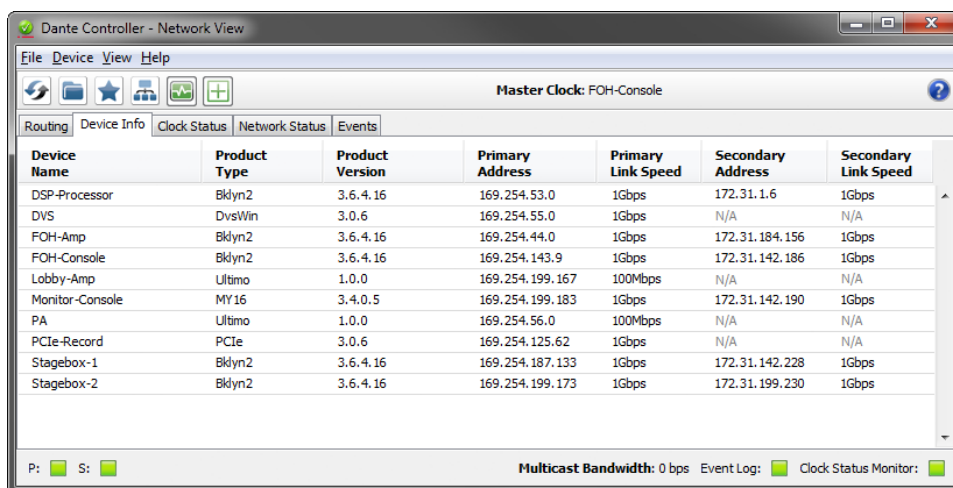 Dante Controller - Network View
File Device View Help
Master Clock: FOH-Console
Routing Device Info Clock Status Network Status Events
Device Name Product Type Product Version Primary Address Primary Link Speed Secondary Address Secondary Link Speed
DSP-Processor Bklyn2 3.6.4.16 169.254.53.0 1Gbps 172.31.1.6 1Gbps
DVS DvsWin 3.0.6 169.254.55.0 1Gbps N/A N/A
FOH-Amp Bklyn2 3.6.4.16 169.254.44.0 1Gbps 172.31.184.156 1Gbps
FOH-Console Bklyn2 3.6.4.16 169.254.143.9 1Gbps 172.31.142.186 1Gbps
Lobby-Amp Ultimo 1.0.0 169.254.199.167 100Mbps N/A N/A
Monitor-Console MY16 3.4.0.5 169.254.199.183 1Gbps 172.31.142.190 1Gbps
PA Ultimo 1.0.0 169.254.56.0 100Mbps N/A N/A
PCIe-Record PCIe 3.0.6 169.254.125.62 1Gbps N/A N/A
Stagebox-1 Bklyn2 3.6.4.16 169.254.187.133 1Gbps 172.31.142.228 1Gbps
Stagebox-2 Bklyn2 3.6.4.16 169.254.199.173 1Gbps 172.31.199.230 1Gbps
P: S: Multicast Bandwidth: 0 bps Event Log: Clock Status Monitor: